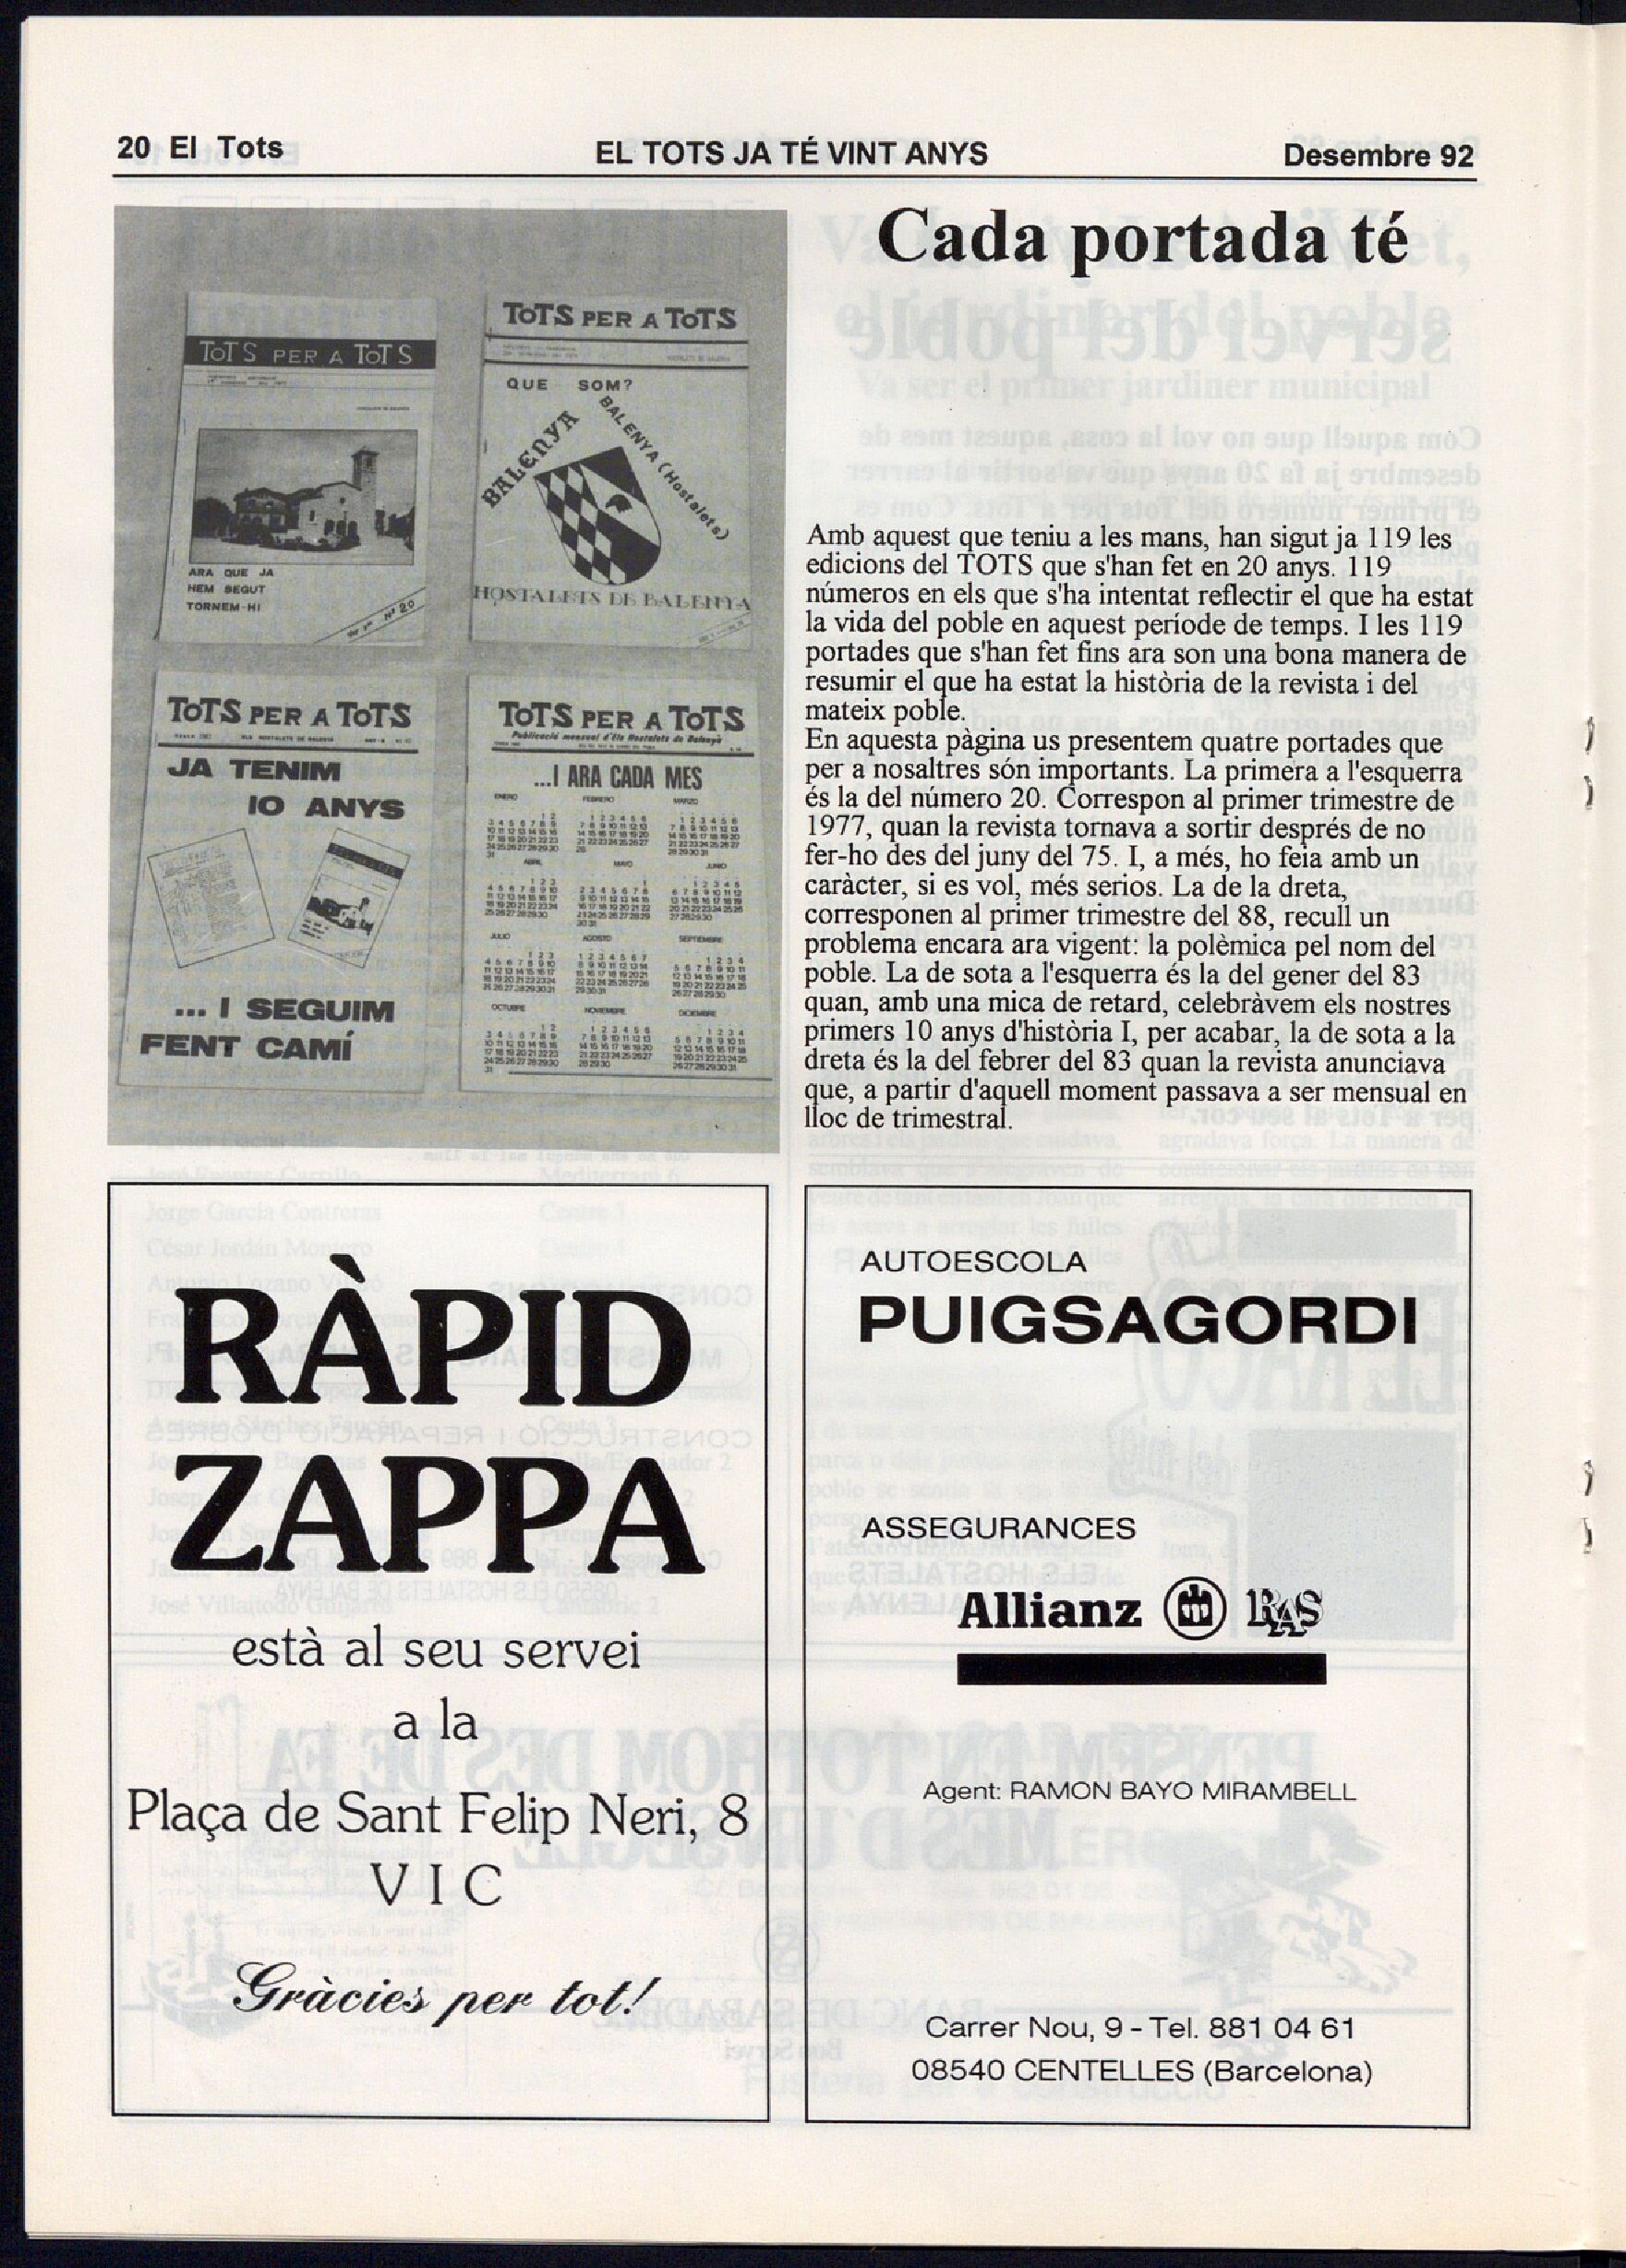 20 El Tots
EL TOTS JA TÉ VINT ANYS
Desembre 92
TOTS PER A TOTS
ARA QUE JA
HEM SEGUT
TORNEM-HI
Nº 20
TOTS PER A TOTS
QUE SOM?
BALENYA
BALENYA (Hostalets)
HOSTALETS DE BALENYA
TOTS PER A TOTS
JA TENIM
10 ANYS
... I SEGUIM
FENT CAMÍ
TOTS PER A TOTS
Publicació mensual d'Els Hostalets de Balenyà
...I ARA CADA MES
ENERO FEBRERO MARZO
ABRIL MAYO JUNIO
JULIO AGOSTO SEPTIEMBRE
OCTUBRE NOVIEMBRE DICIEMBRE
Cada portada té
Amb aquest que teniu a les mans, han sigut ja 119 les
edicions del TOTS que s'han fet en 20 anys. 119
números en els que s'ha intentat reflectir el que ha estat
la vida del poble en aquest període de temps. I les 119
portades que s'han fet fins ara son una bona manera de
resumir el que ha estat la història de la revista i del
mateix poble.
En aquesta pàgina us presentem quatre portades que
per a nosaltres són importants. La primera a l'esquerra
és la del número 20. Correspon al primer trimestre de
1977, quan la revista tornava a sortir després de no
fer-ho des del juny del 75. I, a més, ho feia amb un
caràcter, si es vol, més serios. La de la dreta,
corresponen al primer trimestre del 88, recull un
problema encara ara vigent: la polèmica pel nom del
poble. La de sota a l'esquerra és la del gener del 83
quan, amb una mica de retard, celebràvem els nostres
primers 10 anys d'història I, per acabar, la de sota a la
dreta és la del febrer del 83 quan la revista anunciava
que, a partir d'aquell moment passava a ser mensual en
lloc de trimestral.
RÀPID
ZAPPA
està al seu servei
a la
Plaça de Sant Felip Neri, 8
VIC
Gràcies per tot!
AUTOESCOLA
PUIGSAGORDI
ASSEGURANCES
Allianz RAS
Agent: RAMON BAYO MIRAMBELL
Carrer Nou, 9 - Tel. 881 04 61
08540 CENTELLES (Barcelona)